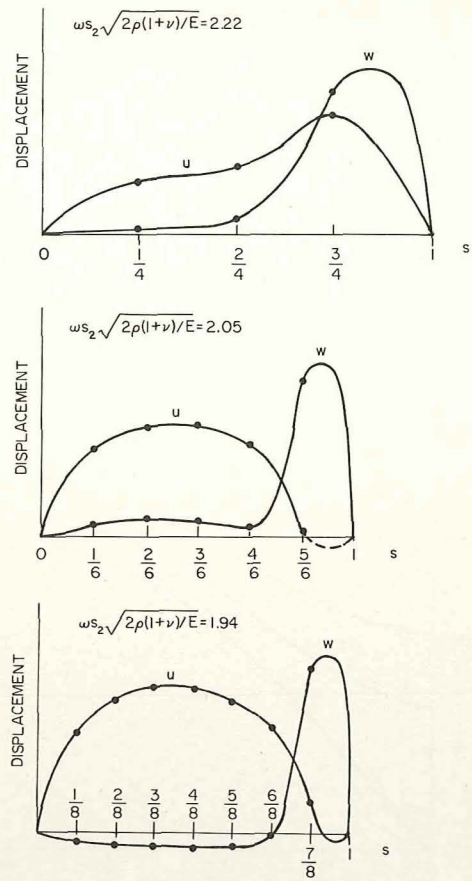 ωs₂√2ρ(1+ν)/E = 2.22
DISPLACEMENT
w
u
0 1/4 2/4 3/4 1 s
ωs₂√2ρ(1+ν)/E = 2.05
DISPLACEMENT
w
u
0 1/6 2/6 3/6 4/6 5/6 1 s
ωs₂√2ρ(1+ν)/E = 1.94
DISPLACEMENT
w
u
1/8 2/8 3/8 4/8 5/8 6/8 7/8 1 s